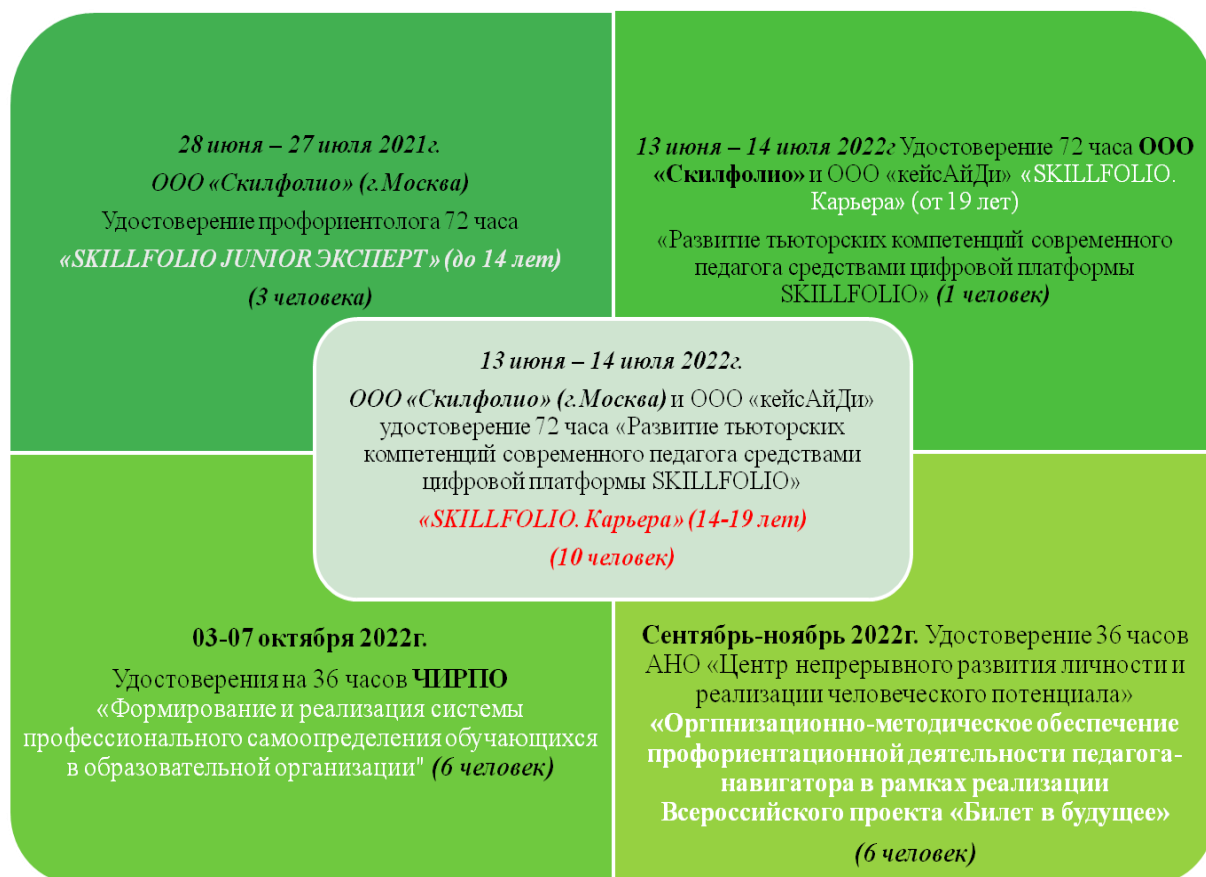 28 июня – 27 июля 2021г.
ООО «Скилфолио» (г.Москва)
Удостоверение профориентолога 72 часа
«SKILLFOLIO JUNIOR ЭКСПЕРТ» (до 14 лет)
(3 человека)
13 июня – 14 июля 2022г Удостоверение 72 часа ООО
«Скилфолио» и ООО «кейсАйДи» «SKILLFOLIO.
Карьера» (от 19 лет)
«Развитие тьюторских компетенций современного
педагога средствами цифровой платформы
SKILLFOLIO» (1 человек)
13 июня – 14 июля 2022г.
ООО «Скилфолио» (г.Москва) и ООО «кейсАйДи»
удостоверение 72 часа «Развитие тьюторских
компетенций современного педагога средствами
цифровой платформы SKILLFOLIO»
«SKILLFOLIO. Карьера» (14-19 лет)
(10 человек)
03-07 октября 2022г.
Удостоверения на 36 часов ЧИРПО
«Формирование и реализация системы
профессионального самоопределения обучающихся
в образовательной организации" (6 человек)
Сентябрь-ноябрь 2022г. Удостоверение 36 часов
АНО «Центр непрерывного развития личности и
реализации человеческого потенциала»
«Оргпнизационно-методическое обеспечение
профориентационной деятельности педагога-
навигатора в рамках реализации
Всероссийского проекта «Билет в будущее»
(6 человек)